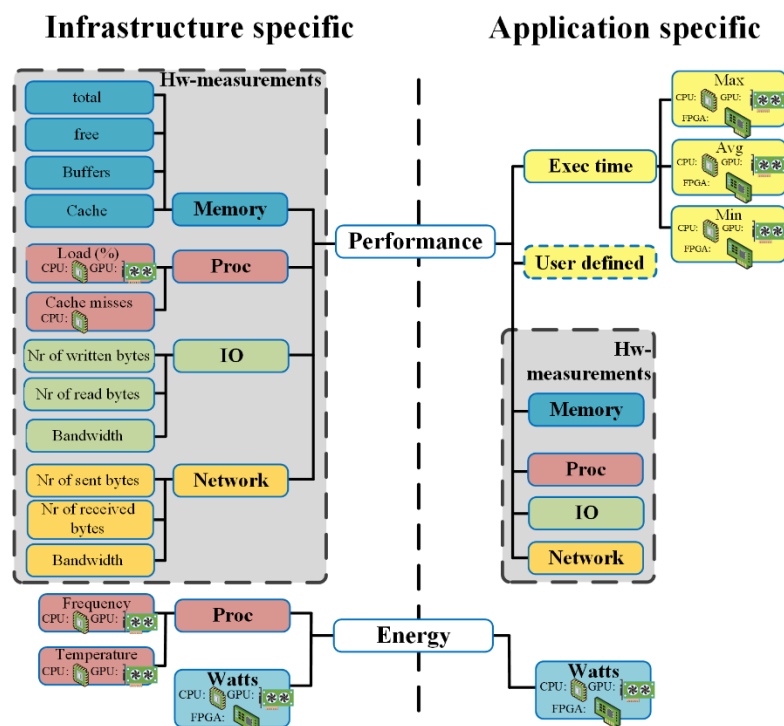 Infrastructure specific
Application specific
Hw-measurements
total
free
Buffers
Cache
Memory
Load (%)
CPU: GPU:
Proc
Cache misses
CPU:
Nr of written bytes
IO
Nr of read bytes
Bandwidth
Nr of sent bytes
Network
Nr of received
bytes
Bandwidth
Performance
Max
CPU: GPU:
FPGA:
Exec time
Avg
CPU: GPU:
FPGA:
Min
CPU: GPU:
FPGA:
User defined
Hw-
measurements
Memory
Proc
IO
Network
Frequency
CPU: GPU:
Proc
Temperature
CPU: GPU:
Watts
CPU: GPU:
FPGA:
Energy
Watts
CPU: GPU:
FPGA: